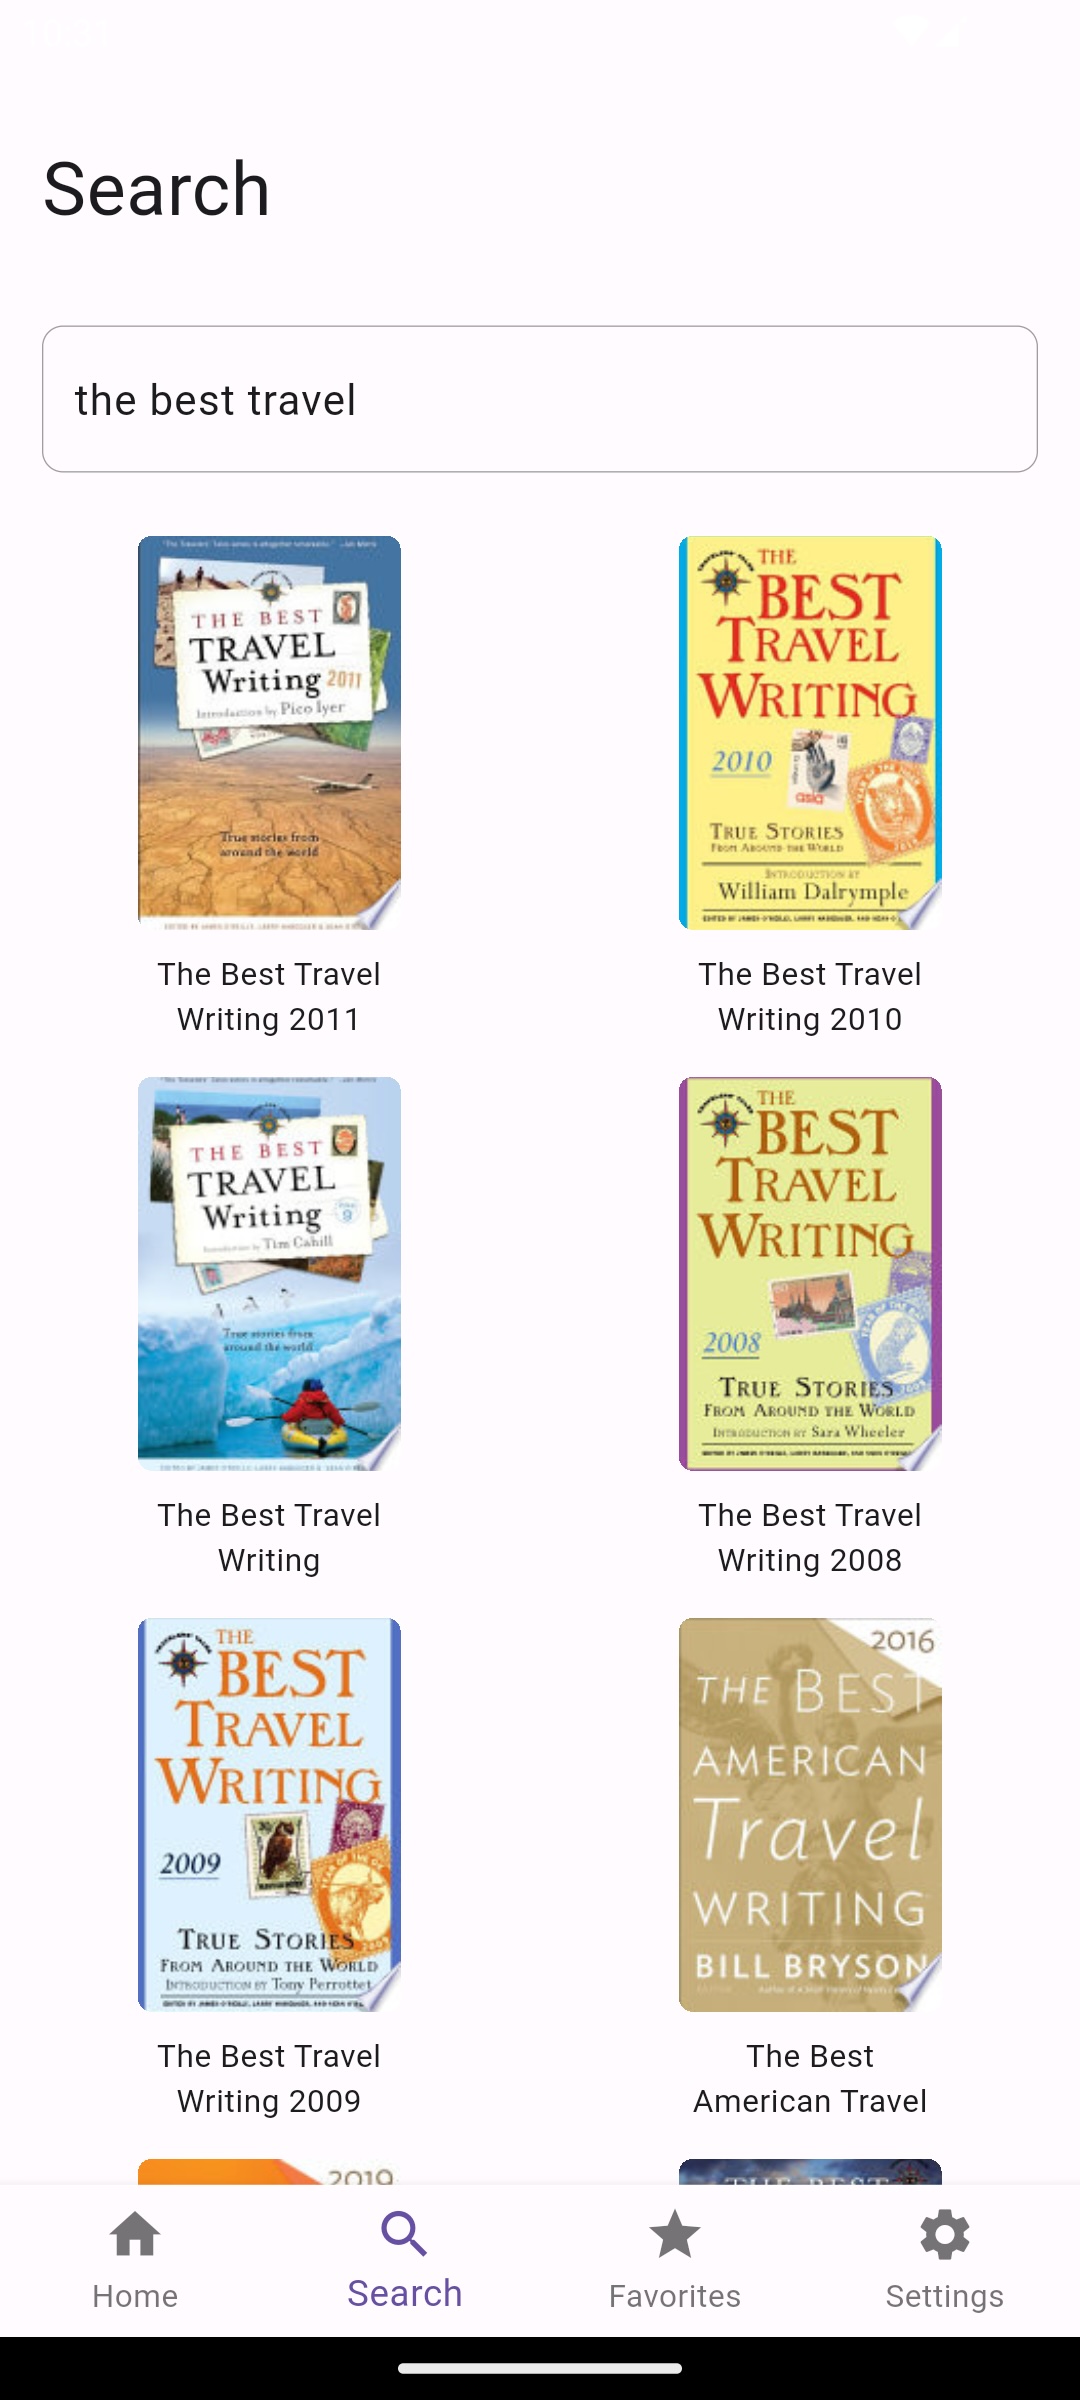 Search
the best travel
THE BEST
TRAVEL
Writing 2011
Introduction by Pico Iyer
True stories from
around the world
The Best Travel
Writing 2011
THE
BEST
TRAVEL
WRITING
2010
asia
TRUE STORIES
FROM AROUND THE WORLD
INTRODUCTION BY
William Dalrymple
The Best Travel
Writing 2010
THE BEST
TRAVEL
Writing
9
Introduction by Tim Cahill
True stories from
around the world
The Best Travel
Writing
THE
BEST
TRAVEL
WRITING
2008
TRUE STORIES
FROM AROUND THE WORLD
INTRODUCTION BY Sara Wheeler
The Best Travel
Writing 2008
THE
BEST
TRAVEL
WRITING
2009
TRUE STORIES
FROM AROUND THE WORLD
INTRODUCTION BY Tony Perrottet
The Best Travel
Writing 2009
2016
THE BEST
AMERICAN
Travel
WRITING
BILL BRYSON
The Best
American Travel
2019
THE BEST
Home
Search
Favorites
Settings